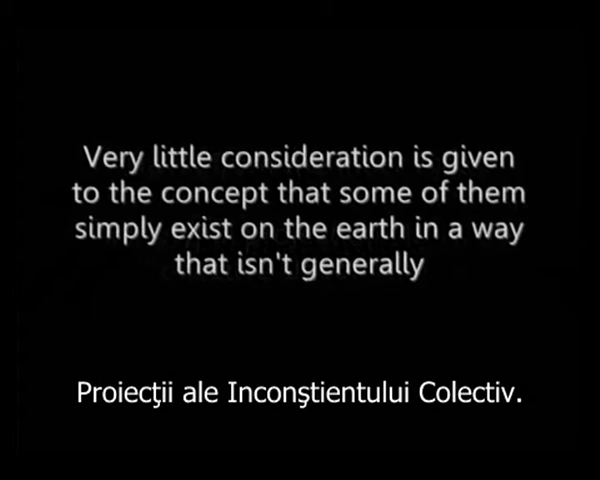 Very little consideration is given
to the concept that some of them
simply exist on the earth in a way
that isn't generally
Proiecţii ale Inconştientului Colectiv.